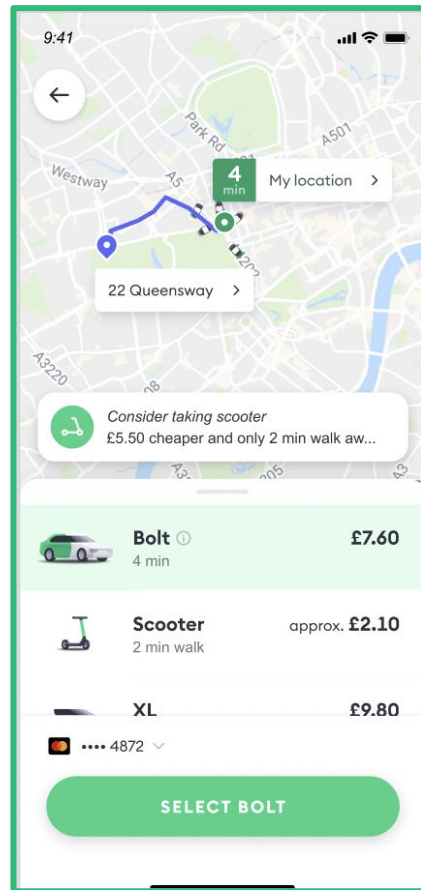 9:41
Park Rd
A501
4
min
My location
Westway
A5
22 Queensway
A3220
Consider taking scooter
£5.50 cheaper and only 2 min walk aw...
Bolt
£7.60
4 min
Scooter
approx. £2.10
2 min walk
XL
£9.80
•••• 4872
SELECT BOLT